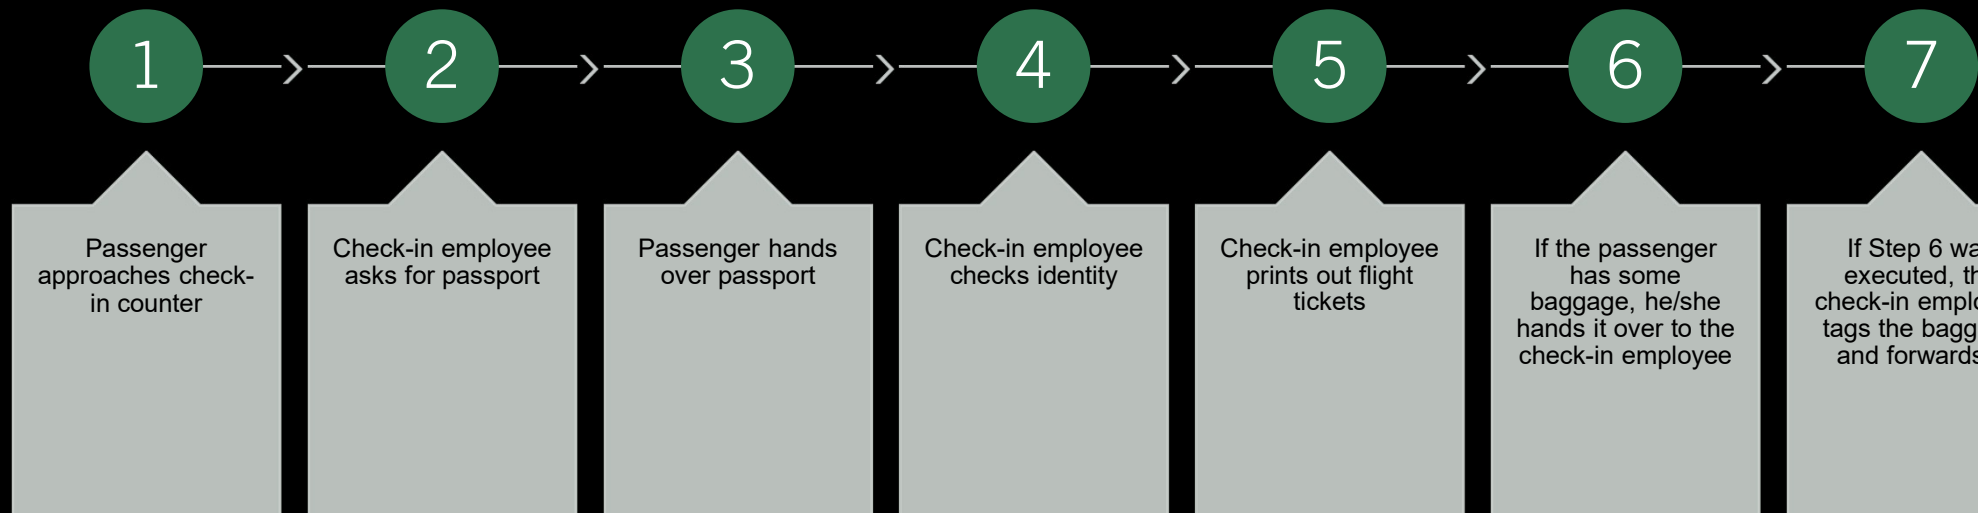 1
2
3
4
5
6
7
Passenger
approaches check-
in counter
Check-in employee
asks for passport
Passenger hands
over passport
Check-in employee
checks identity
Check-in employee
prints out flight
tickets
If the passenger
has some
baggage, he/she
hands it over to the
check-in employee
If Step 6
executed,
check-in
tags the
and